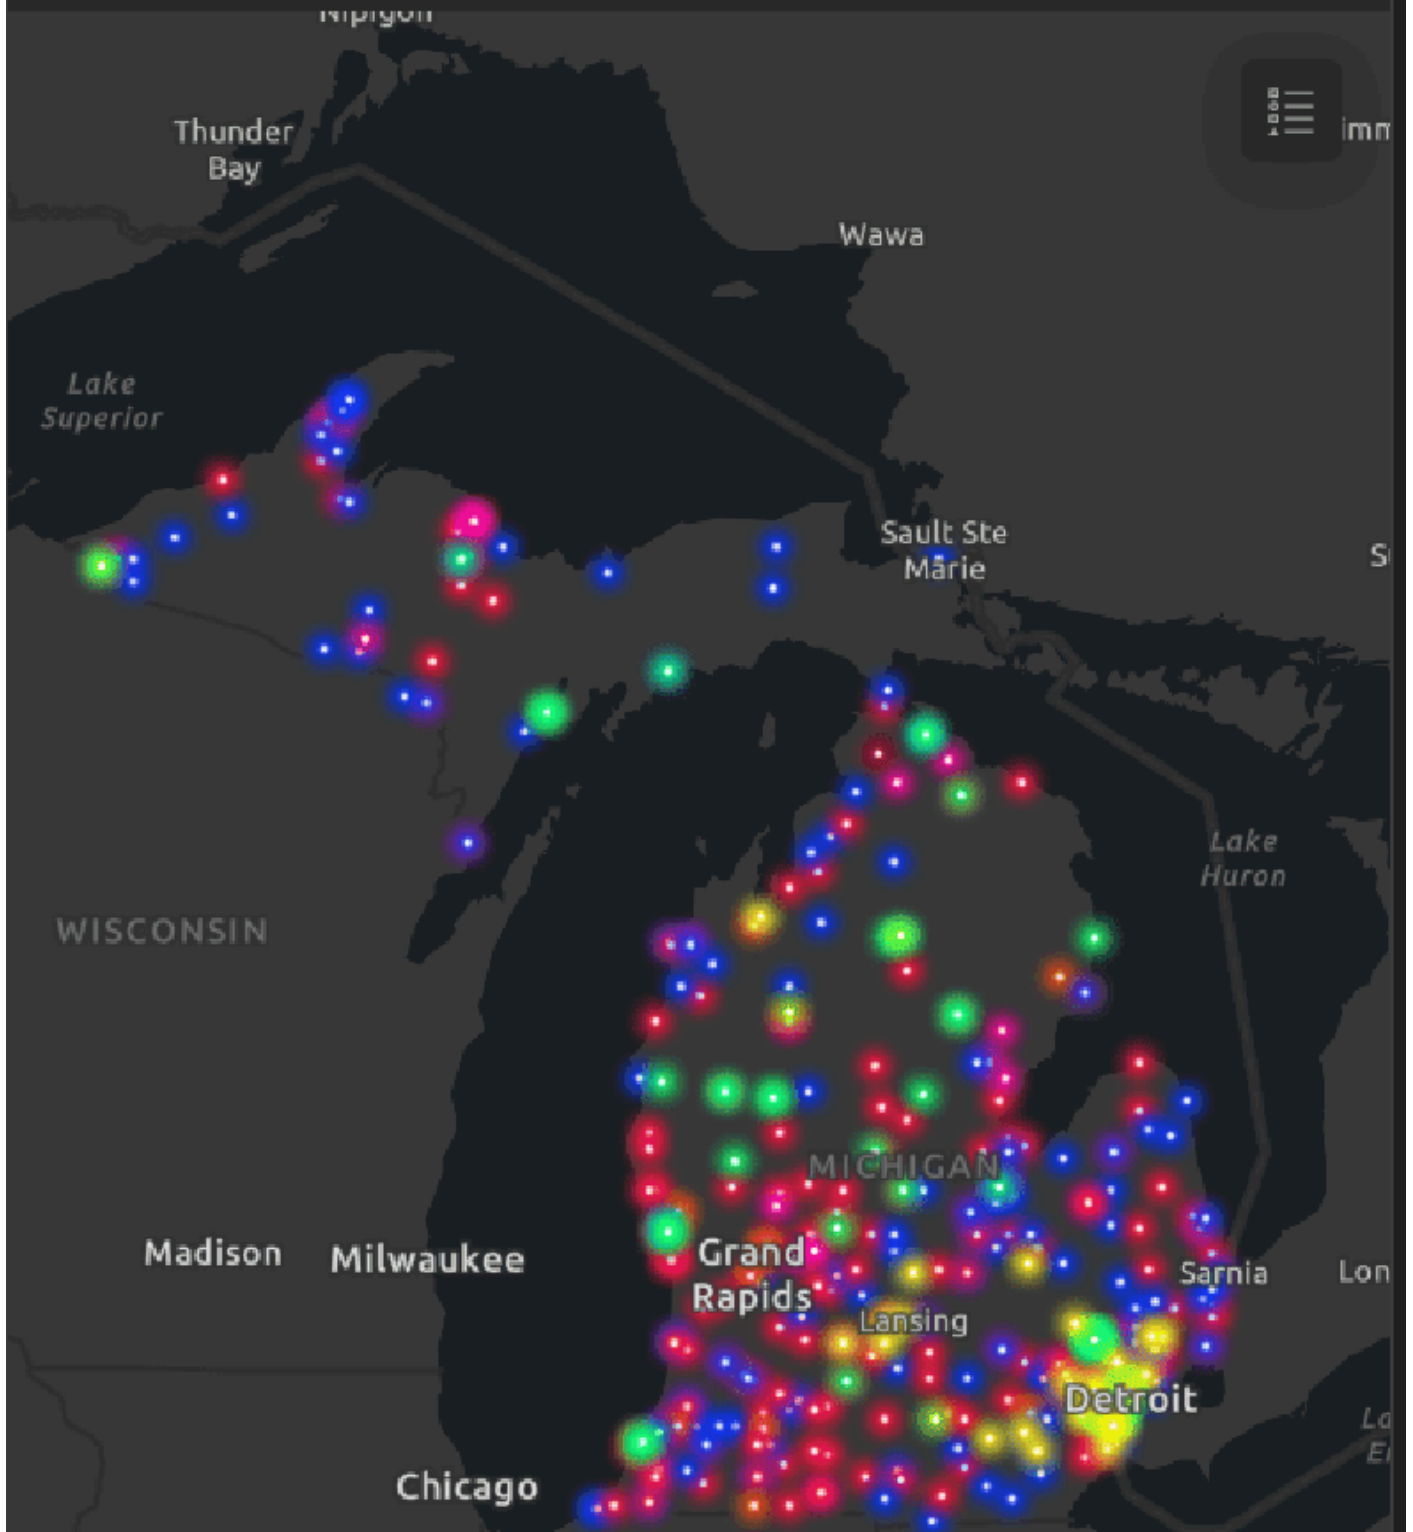 Nipigon
Thunder
Bay
Wawa
Lake
Superior
Sault Ste
Marie
Lake
Huron
WISCONSIN
MICHIGAN
Madison
Milwaukee
Grand
Rapids
Sarnia
Lansing
Detroit
Chicago